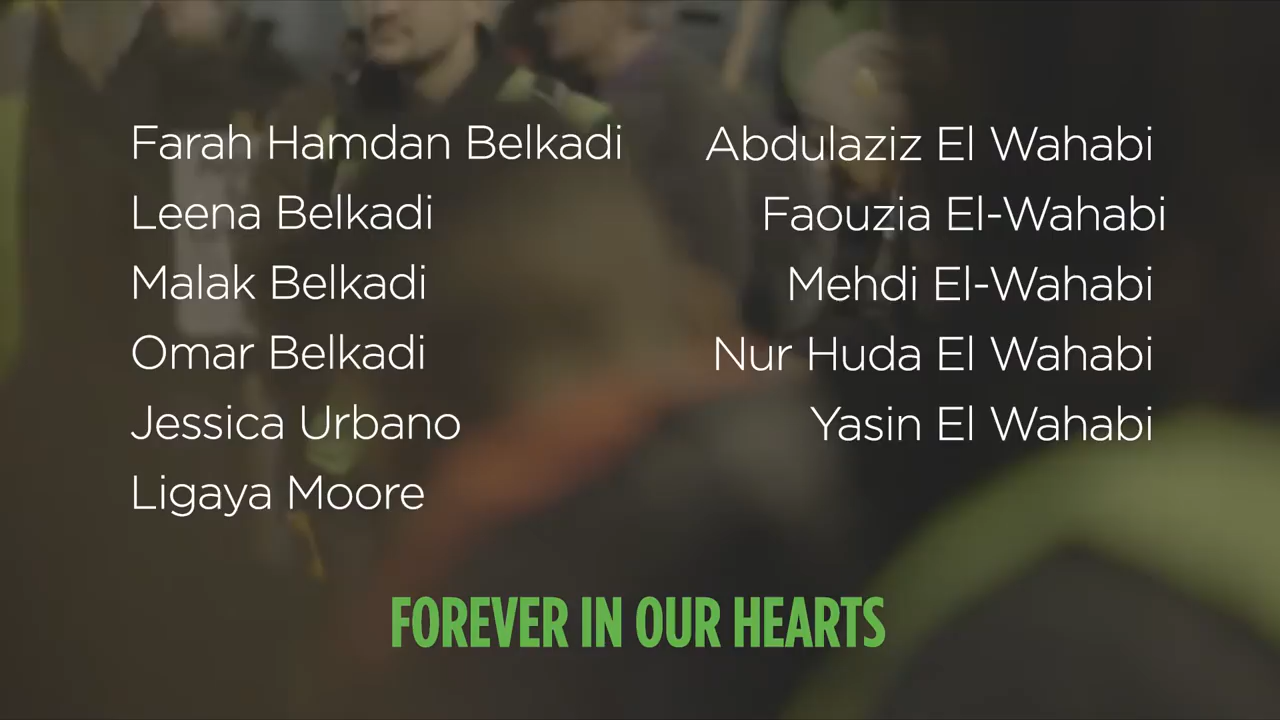 Farah Hamdan Belkadi
Leena Belkadi
Malak Belkadi
Omar Belkadi
Jessica Urbano
Ligaya Moore
Abdulaziz El Wahabi
Faouzia El-Wahabi
Mehdi El-Wahabi
Nur Huda El Wahabi
Yasin El Wahabi
FOREVER IN OUR HEARTS